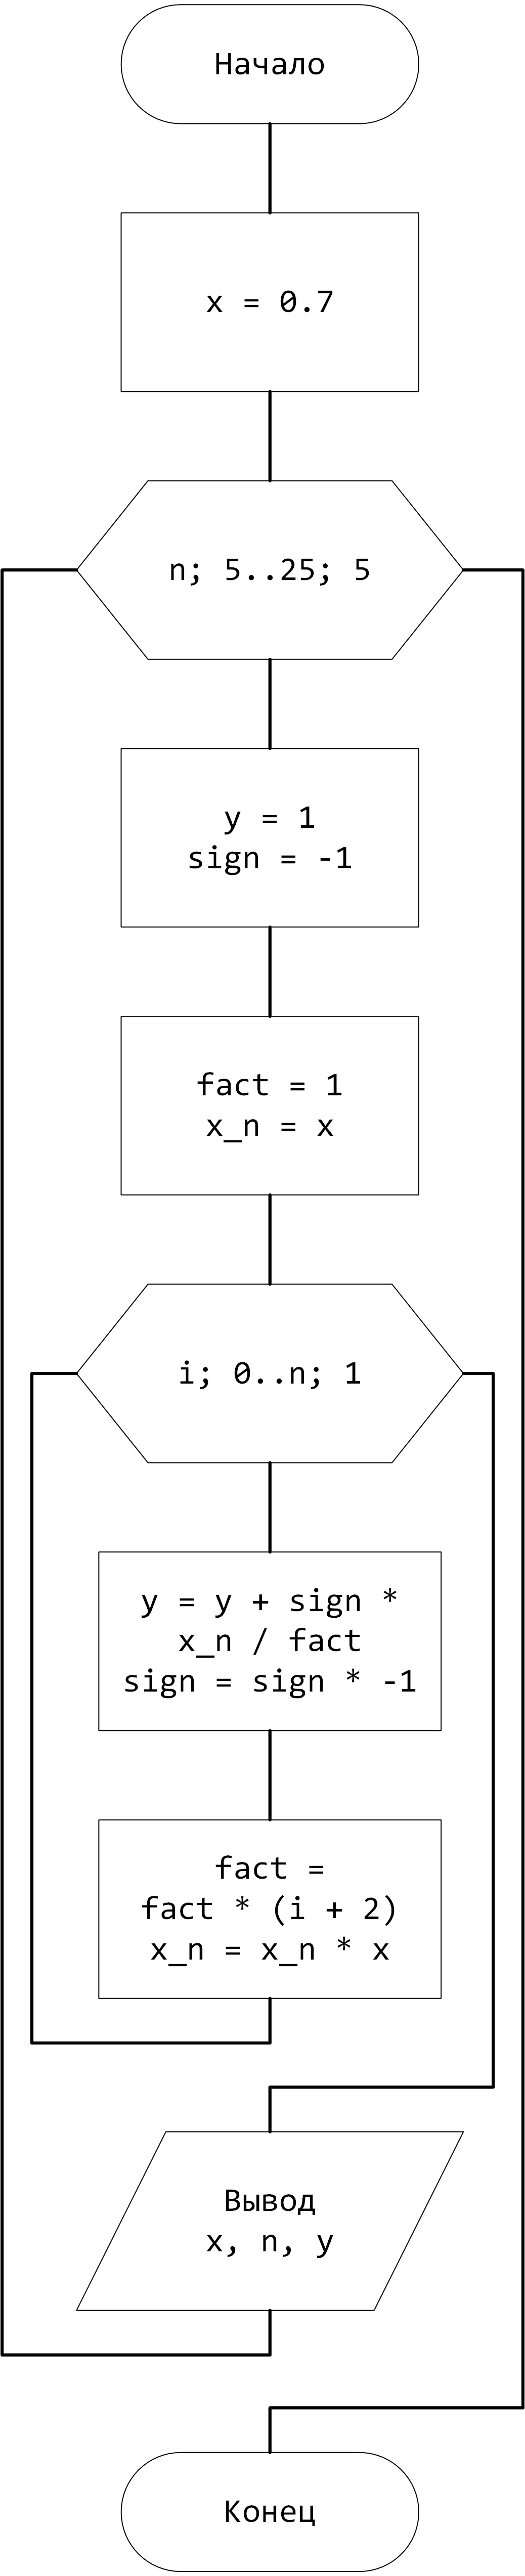 Начало
x = 0.7
n; 5..25; 5
y = 1
sign = -1
fact = 1
x_n = x
i; 0..n; 1
y = y + sign *
x_n / fact
sign = sign * -1
fact =
fact * (i + 2)
x_n = x_n * x
Вывод
x, n, y
Конец